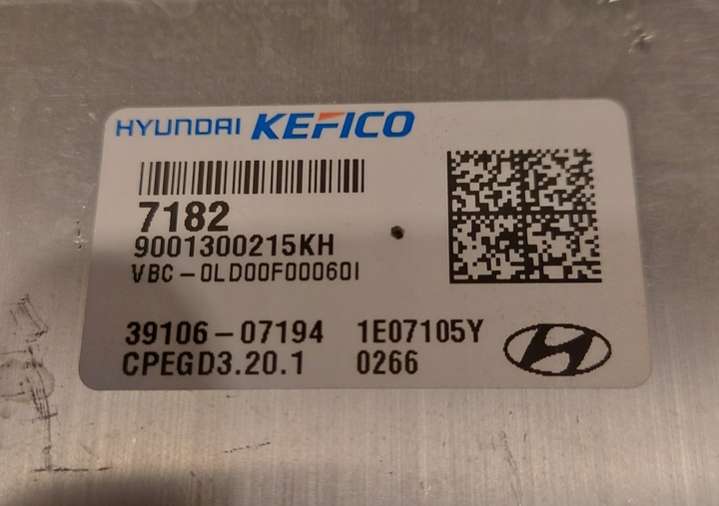 HYUNDAI KEFICO
7182
9001300215KH
VBC-0LD00F00060I
39106-07194 1E07105Y
CPEGD3.20.1 0266